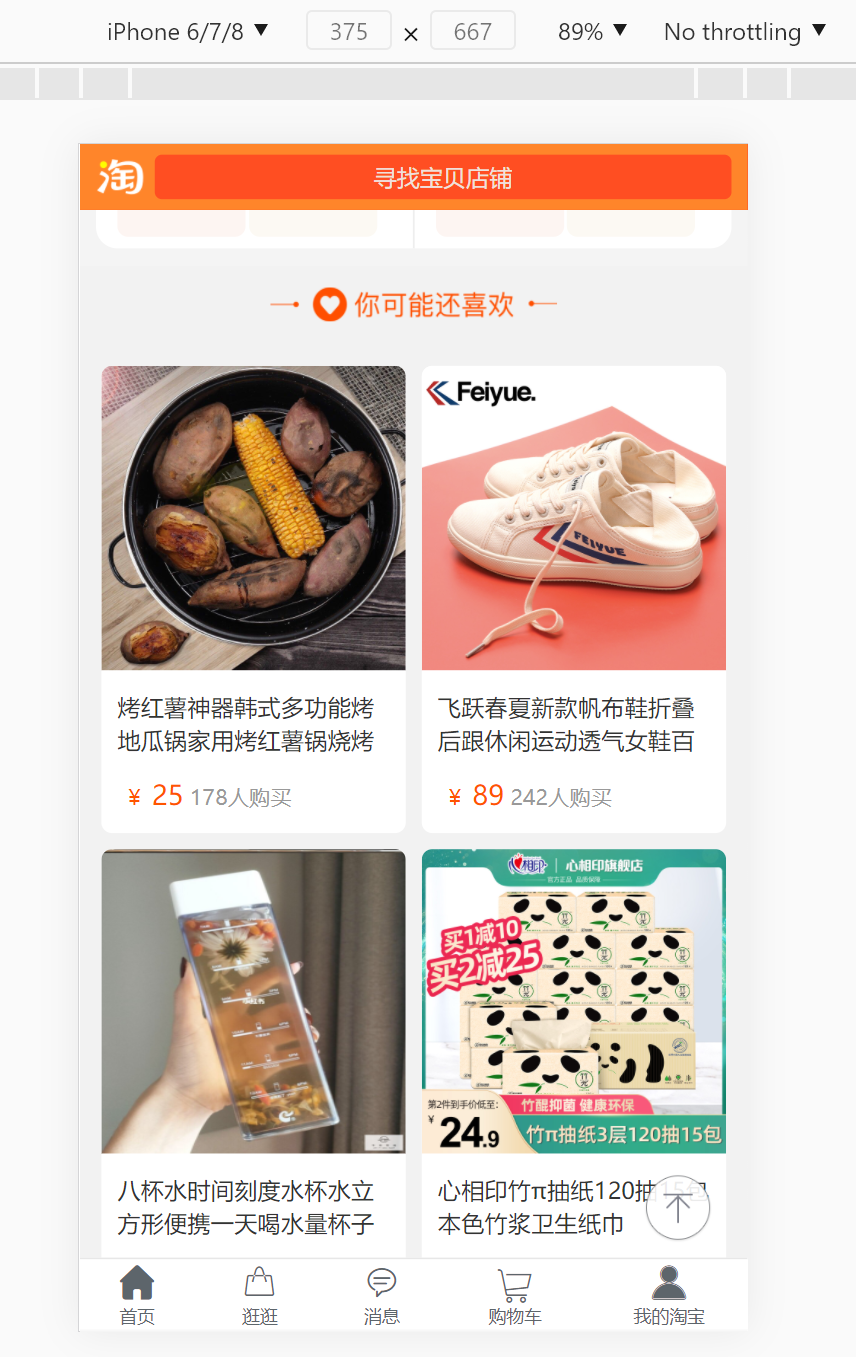 iPhone 6/7/8 ▼ 375 × 667 89% ▼ No throttling ▼
淘 寻找宝贝店铺
你可能还喜欢
Feiyue.
FEIYUE
烤红薯神器韩式多功能烤
地瓜锅家用烤红薯锅烧烤
飞跃春夏新款帆布鞋折叠
后跟休闲运动透气女鞋百
¥ 25 178人购买
¥ 89 242人购买
心相印 | 心相印旗舰店
官方正品 品质保障
买1减10
买2减25
第2件到手价低至:
¥24.9
竹醌抑菌 健康环保
竹π抽纸3层120抽15包
八杯水时间刻度水杯水立
方形便携一天喝水量杯子
心相印竹π抽纸120抽15包
本色竹浆卫生纸巾
首页 逛逛 消息 购物车 我的淘宝